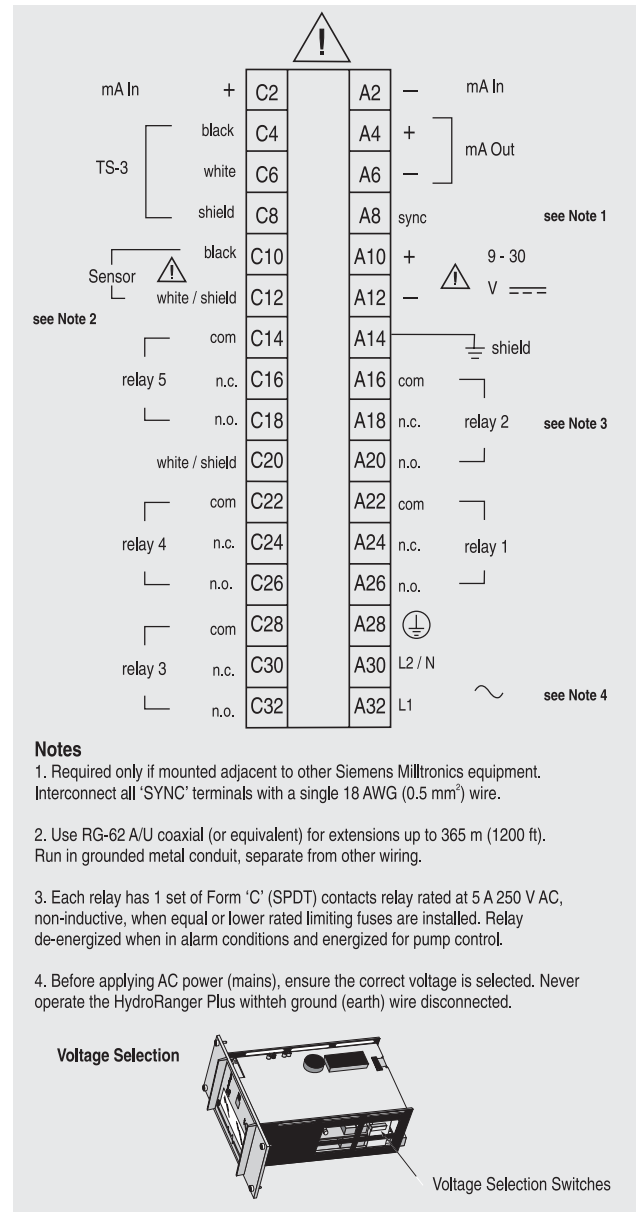 !
mA In + C2 A2 – mA In
black C4 A4 +
mA Out
TS-3 white C6 A6 –
shield C8 A8 sync see Note 1
black C10 A10 + 9 - 30
Sensor ! ! V
white / shield C12 A12 –
see Note 2
com C14 A14 shield
relay 5 n.c. C16 A16 com
n.o. C18 A18 n.c. relay 2 see Note 3
white / shield C20 A20 n.o.
com C22 A22 com
relay 4 n.c. C24 A24 n.c. relay 1
n.o. C26 A26 n.o.
com C28 A28
relay 3 n.c. C30 A30 L2 / N
n.o. C32 A32 L1 ~ see Note 4
Notes
1. Required only if mounted adjacent to other Siemens Milltronics equipment.
Interconnect all ‘SYNC’ terminals with a single 18 AWG (0.5 mm²) wire.
2. Use RG-62 A/U coaxial (or equivalent) for extensions up to 365 m (1200 ft).
Run in grounded metal conduit, separate from other wiring.
3. Each relay has 1 set of Form ‘C’ (SPDT) contacts relay rated at 5 A 250 V AC,
non-inductive, when equal or lower rated limiting fuses are installed. Relay
de-energized when in alarm conditions and energized for pump control.
4. Before applying AC power (mains), ensure the correct voltage is selected. Never
operate the HydroRanger Plus withteh ground (earth) wire disconnected.
Voltage Selection
Voltage Selection Switches